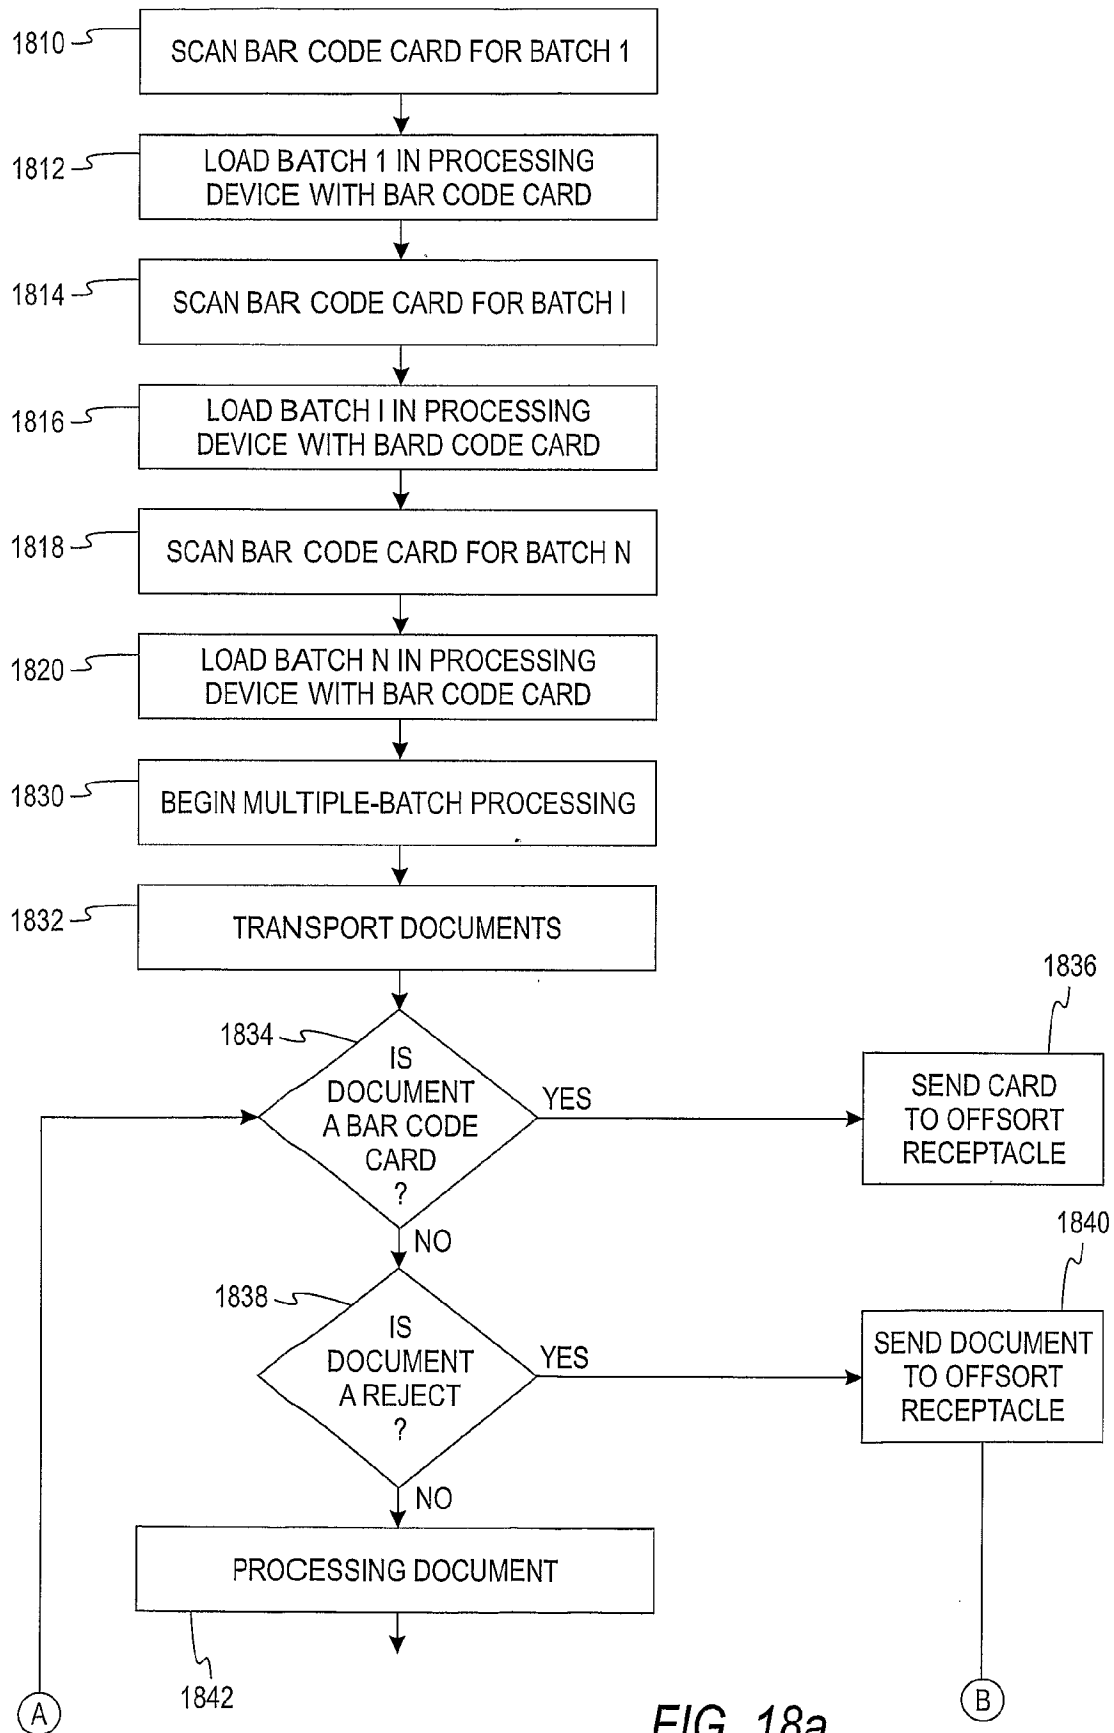 1810
SCAN BAR CODE CARD FOR BATCH 1
1812
LOAD BATCH 1 IN PROCESSING
DEVICE WITH BAR CODE CARD
1814
SCAN BAR CODE CARD FOR BATCH I
1816
LOAD BATCH I IN PROCESSING
DEVICE WITH BARD CODE CARD
1818
SCAN BAR CODE CARD FOR BATCH N
1820
LOAD BATCH N IN PROCESSING
DEVICE WITH BAR CODE CARD
1830
BEGIN MULTIPLE-BATCH PROCESSING
1832
TRANSPORT DOCUMENTS
1834
IS
DOCUMENT
A BAR CODE
CARD
?
YES
1836
SEND CARD
TO OFFSORT
RECEPTACLE
NO
1838
IS
DOCUMENT
A REJECT
?
YES
1840
SEND DOCUMENT
TO OFFSORT
RECEPTACLE
NO
PROCESSING DOCUMENT
1842
A
B
FIG. 18a